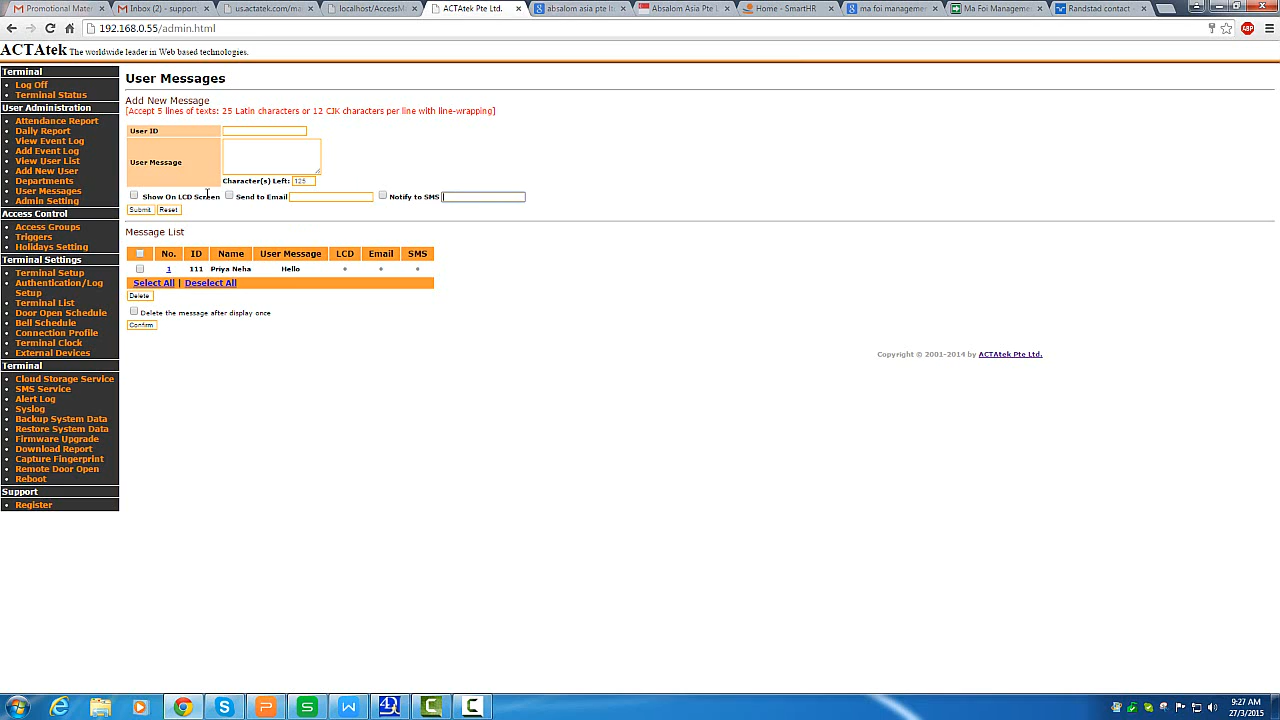 Promotional Mater
Inbox (2) - support
us.actatek.com/mai
localhost/AccessMa
ACTAtek Pte Ltd.
absalom asia pte lt
Absalom Asia Pte L
Home - SmartHR
ma foi manageme
Ma Foi Managemen
Randstad contact
192.168.0.55/admin.html
ABP
ACTAtek The worldwide leader in Web based technologies.
Terminal
Log Off
Terminal Status
User Administration
Attendance Report
Daily Report
View Event Log
Add Event Log
View User List
Add New User
Departments
User Messages
Admin Setting
Access Control
Access Groups
Triggers
Holidays Setting
Terminal Settings
Terminal Setup
Authentication/Log
Setup
Terminal List
Door Open Schedule
Bell Schedule
Connection Profile
Terminal Clock
External Devices
Terminal
Cloud Storage Service
SMS Service
Alert Log
Syslog
Backup System Data
Restore System Data
Firmware Upgrade
Download Report
Capture Fingerprint
Remote Door Open
Reboot
Support
Register
User Messages
Add New Message
[Accept 5 lines of texts: 25 Latin characters or 12 CJK characters per line with line-wrapping]
User ID
User Message
Character(s) Left: 125
Show On LCD Screen Send to Email Notify to SMS
Submit Reset
Message List
No. ID Name User Message LCD Email SMS
1 111 Priya Neha Hello
Select All | Deselect All
Delete
Delete the message after display once
Confirm
Copyright © 2001-2014 by ACTAtek Pte Ltd.
9:27 AM
27/3/2015